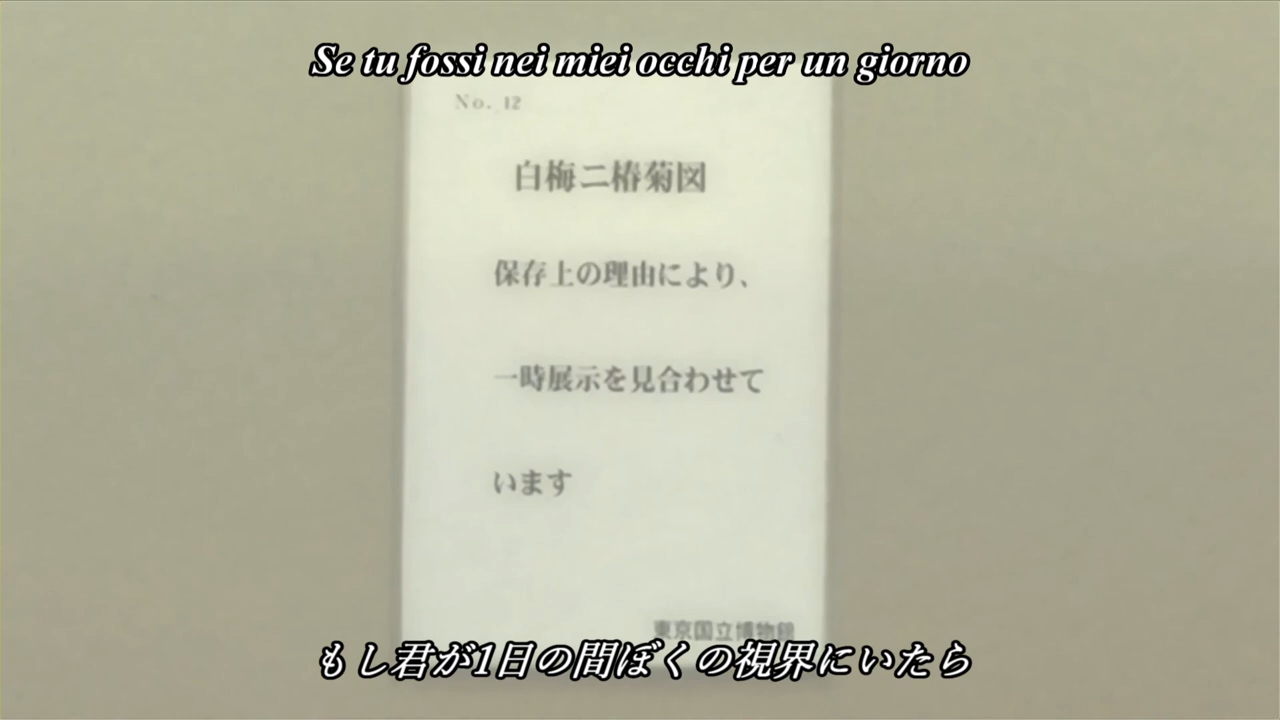 Se tu fossi nei miei occhi per un giorno
No. 12
白梅二椿菊図
保存上の理由により、
一時展示を見合わせて
います
東京国立博物館
もし君が1日の間ぼくの視界にいたら